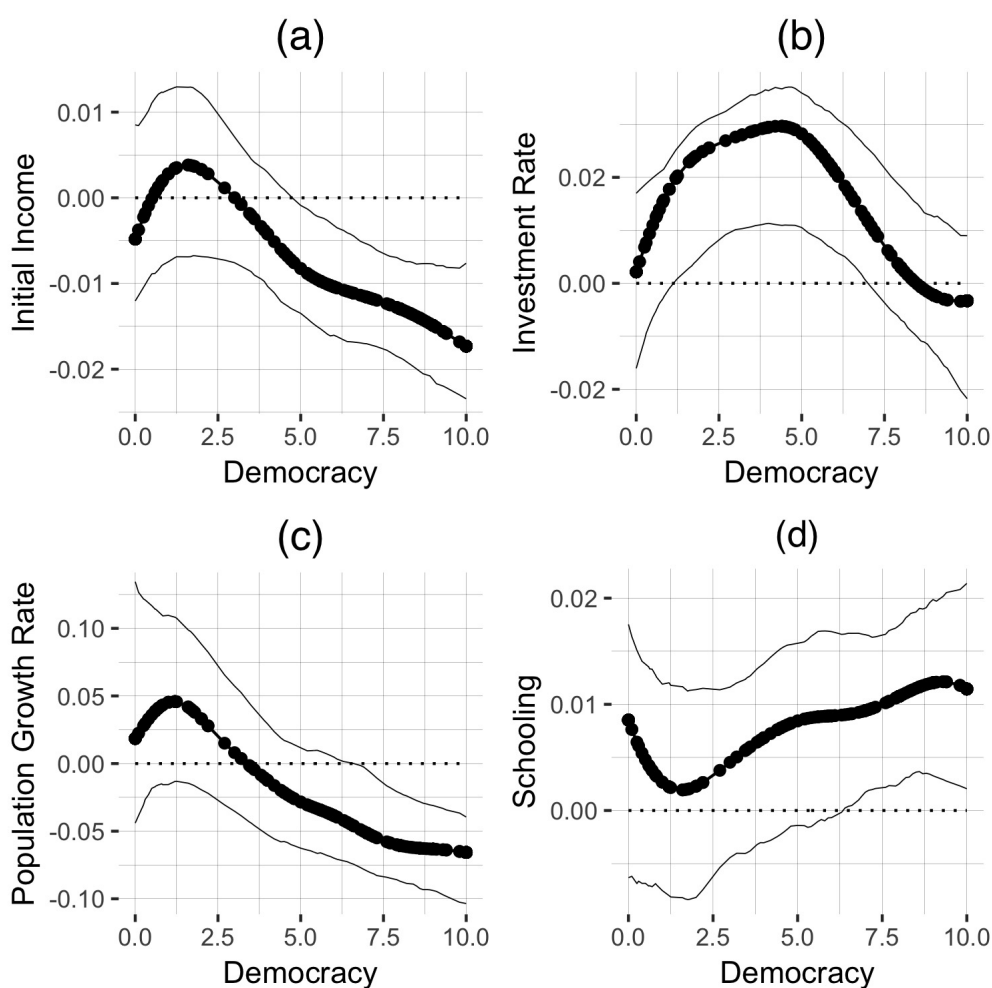 (a)
0.01
0.00
-0.01
-0.02
Initial Income
0.0 2.5 5.0 7.5 10.0
Democracy
(b)
0.02
0.00
-0.02
Investment Rate
0.0 2.5 5.0 7.5 10.0
Democracy
(c)
0.10
0.05
0.00
-0.05
-0.10
Population Growth Rate
0.0 2.5 5.0 7.5 10.0
Democracy
(d)
0.02
0.01
0.00
Schooling
0.0 2.5 5.0 7.5 10.0
Democracy